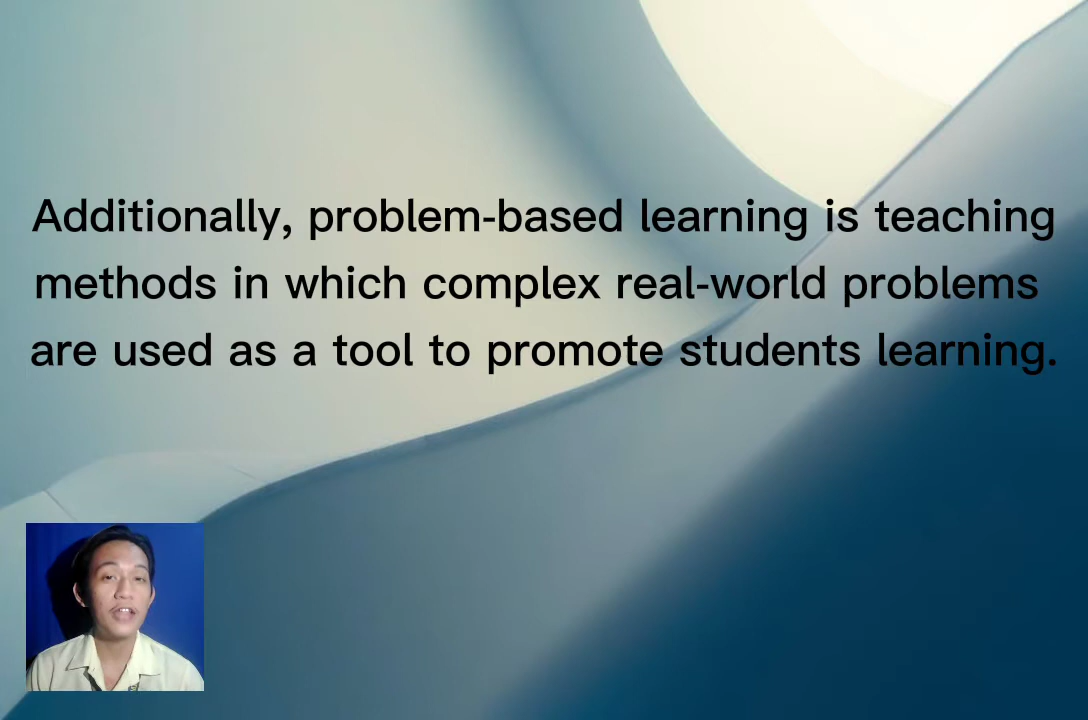 Additionally, problem-based learning is teaching
methods in which complex real-world problems
are used as a tool to promote students learning.